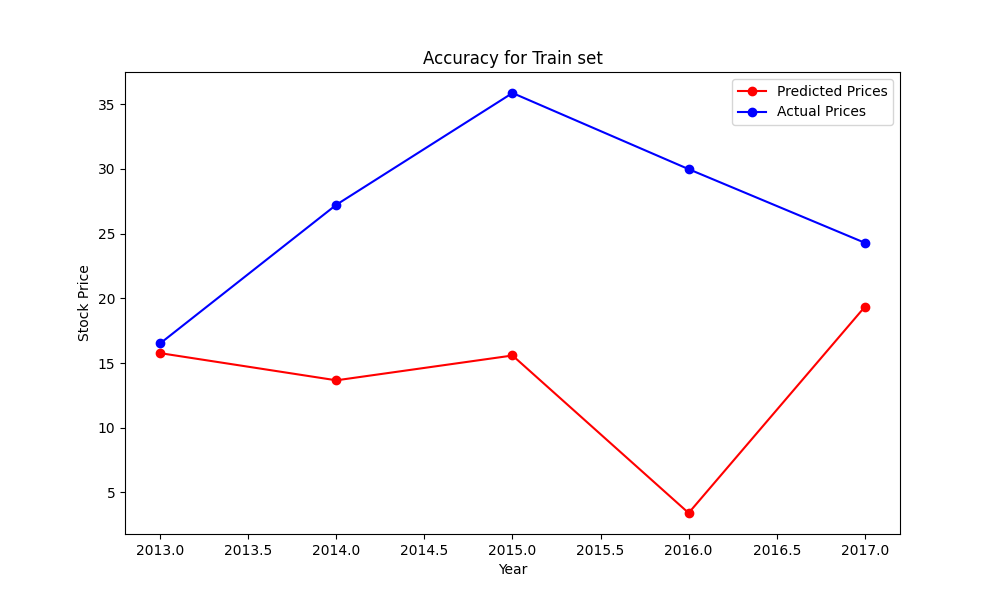 Accuracy for Train set
Predicted Prices
Actual Prices
35
30
25
20
15
10
5
Stock Price
2013.0 2013.5 2014.0 2014.5 2015.0 2015.5 2016.0 2016.5 2017.0
Year